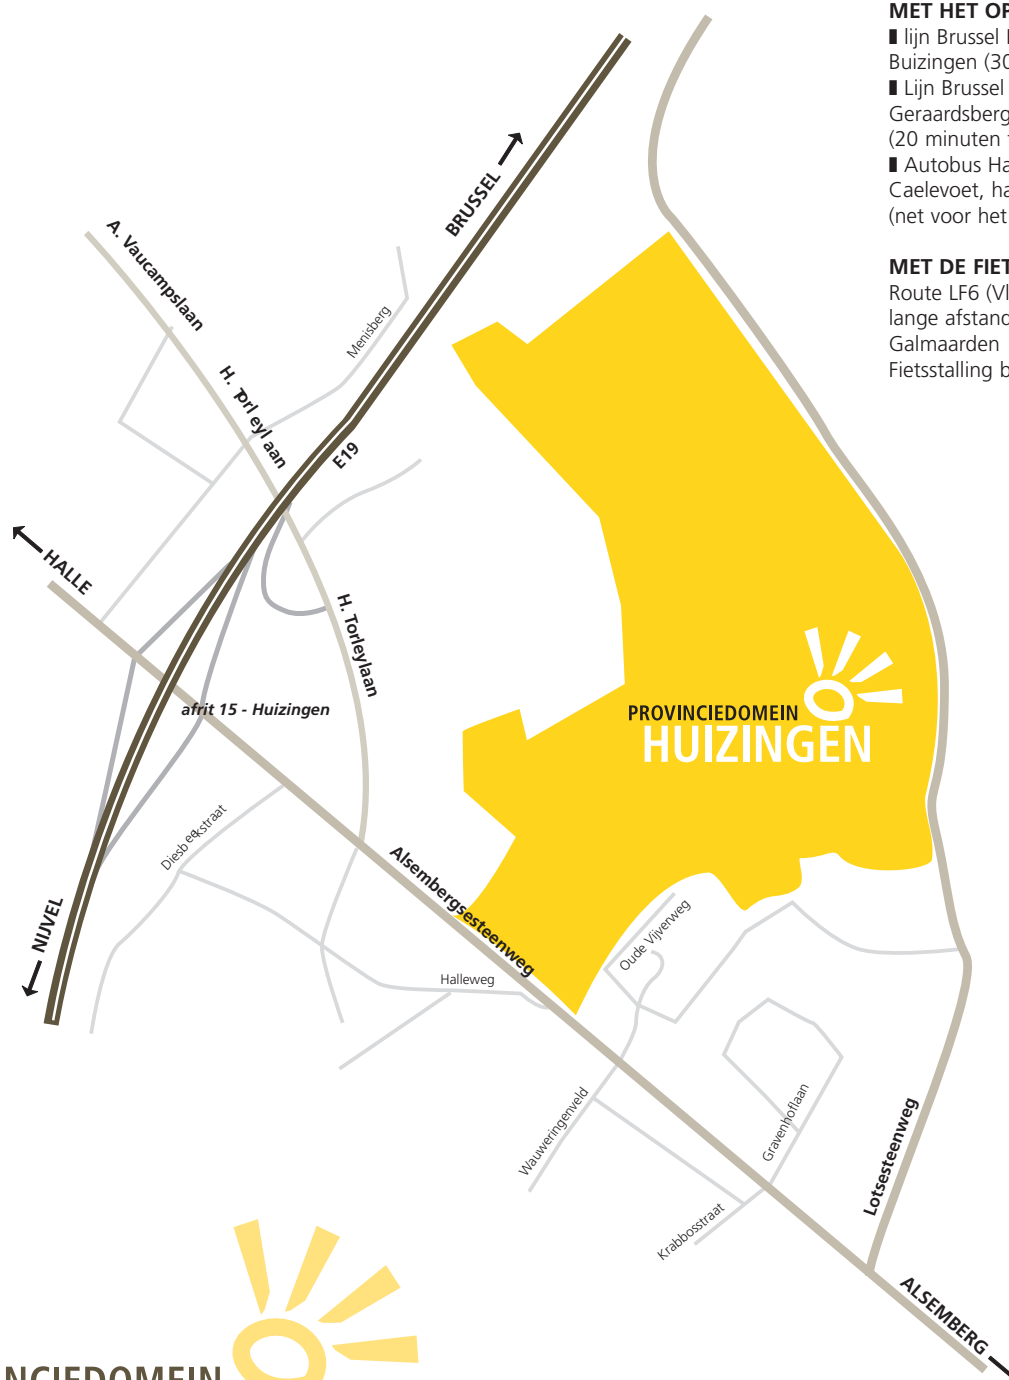 MET HET OP
lijn Brussel
Buizingen (30
Lijn Brussel
Geraardsberg
(20 minuten
Autobus Ha
Caelevoet, ha
(net voor het
MET DE FIET
Route LF6 (Vl
lange afstand
Galmaarden
Fietsstalling b
BRUSSEL
A. Vaucampslaan
Menisberg
H. Torleylaan
E19
HALLE
H. Torleylaan
afrit 15 - Huizingen
PROVINCIEDOMEIN
HUIZINGEN
Diesbeekstraat
Alsembergsesteenweg
NIJVEL
Oude Vijverweg
Halleweg
Wauweringenveld
Gravenhoflaan
Lotsesteenweg
Krabbosstraat
ALSEMBERG
NCIEDOMEIN